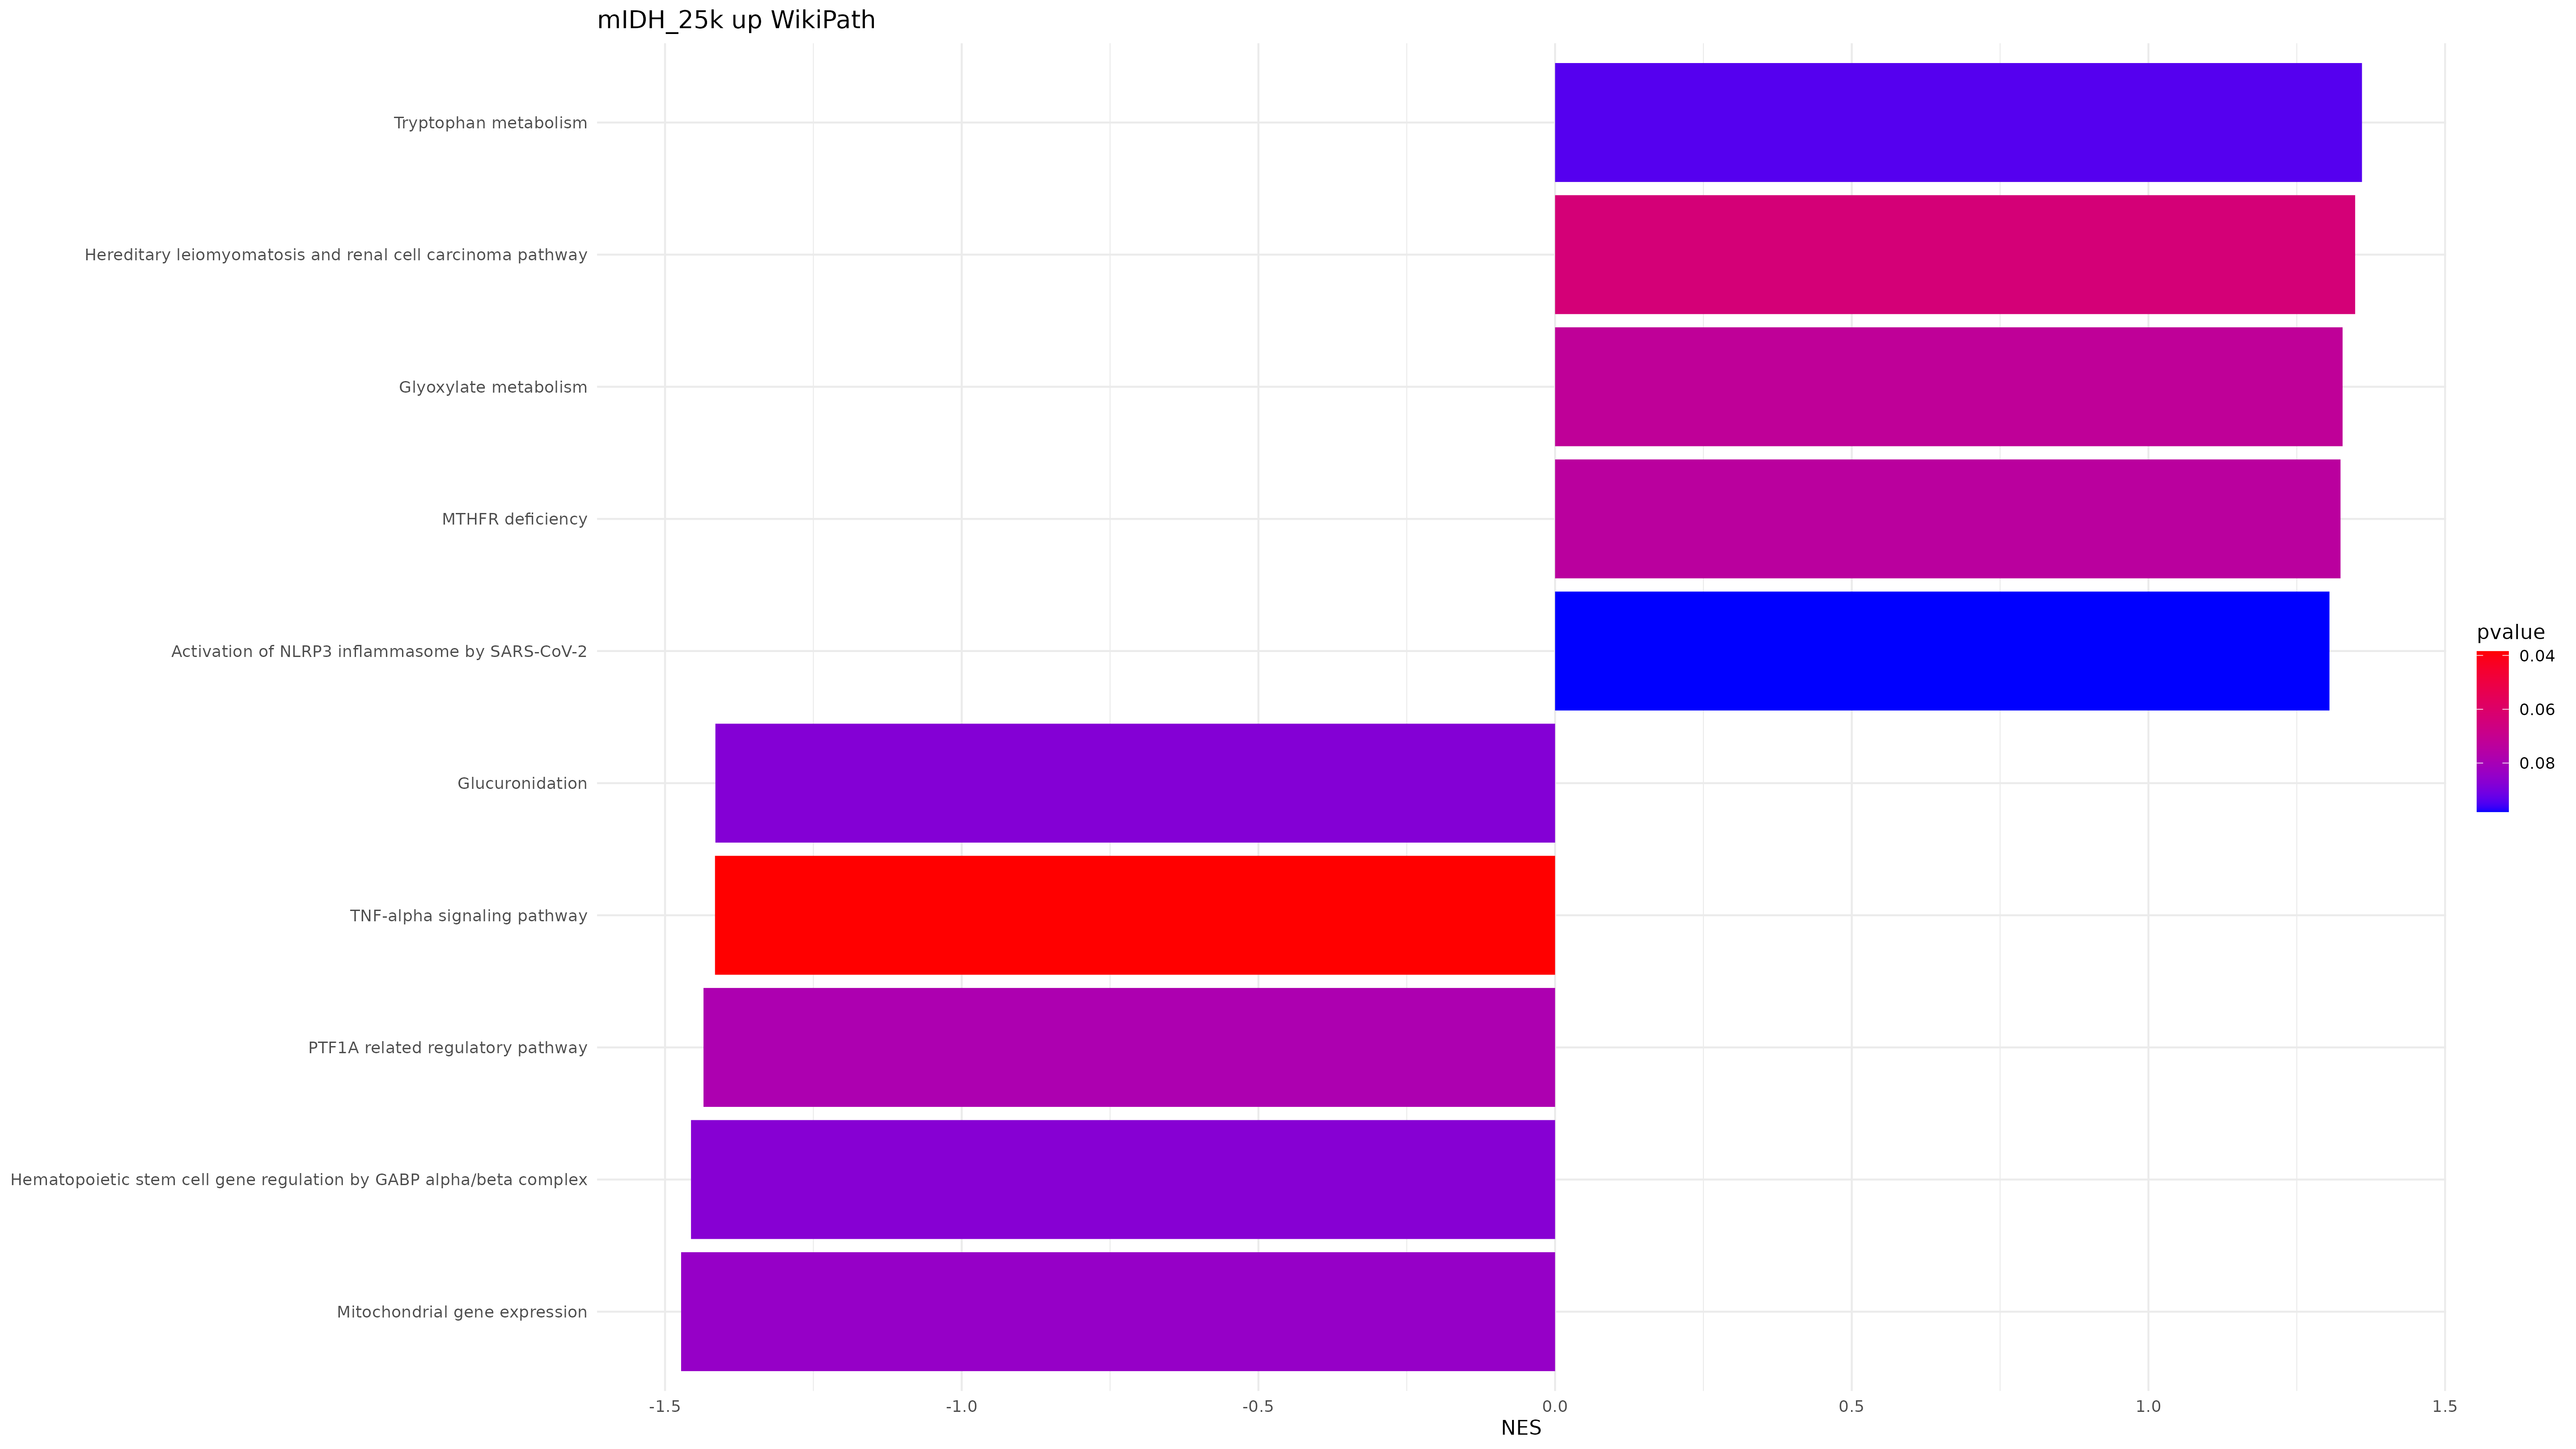 mIDH_25k up WikiPath
Tryptophan metabolism
Hereditary leiomyomatosis and renal cell carcinoma pathway
Glyoxylate metabolism
MTHFR deficiency
Activation of NLRP3 inflammasome by SARS-CoV-2
Glucuronidation
TNF-alpha signaling pathway
PTF1A related regulatory pathway
Hematopoietic stem cell gene regulation by GABP alpha/beta complex
Mitochondrial gene expression
-1.5 -1.0 -0.5 0.0 0.5 1.0 1.5
NES
pvalue
0.04
0.06
0.08